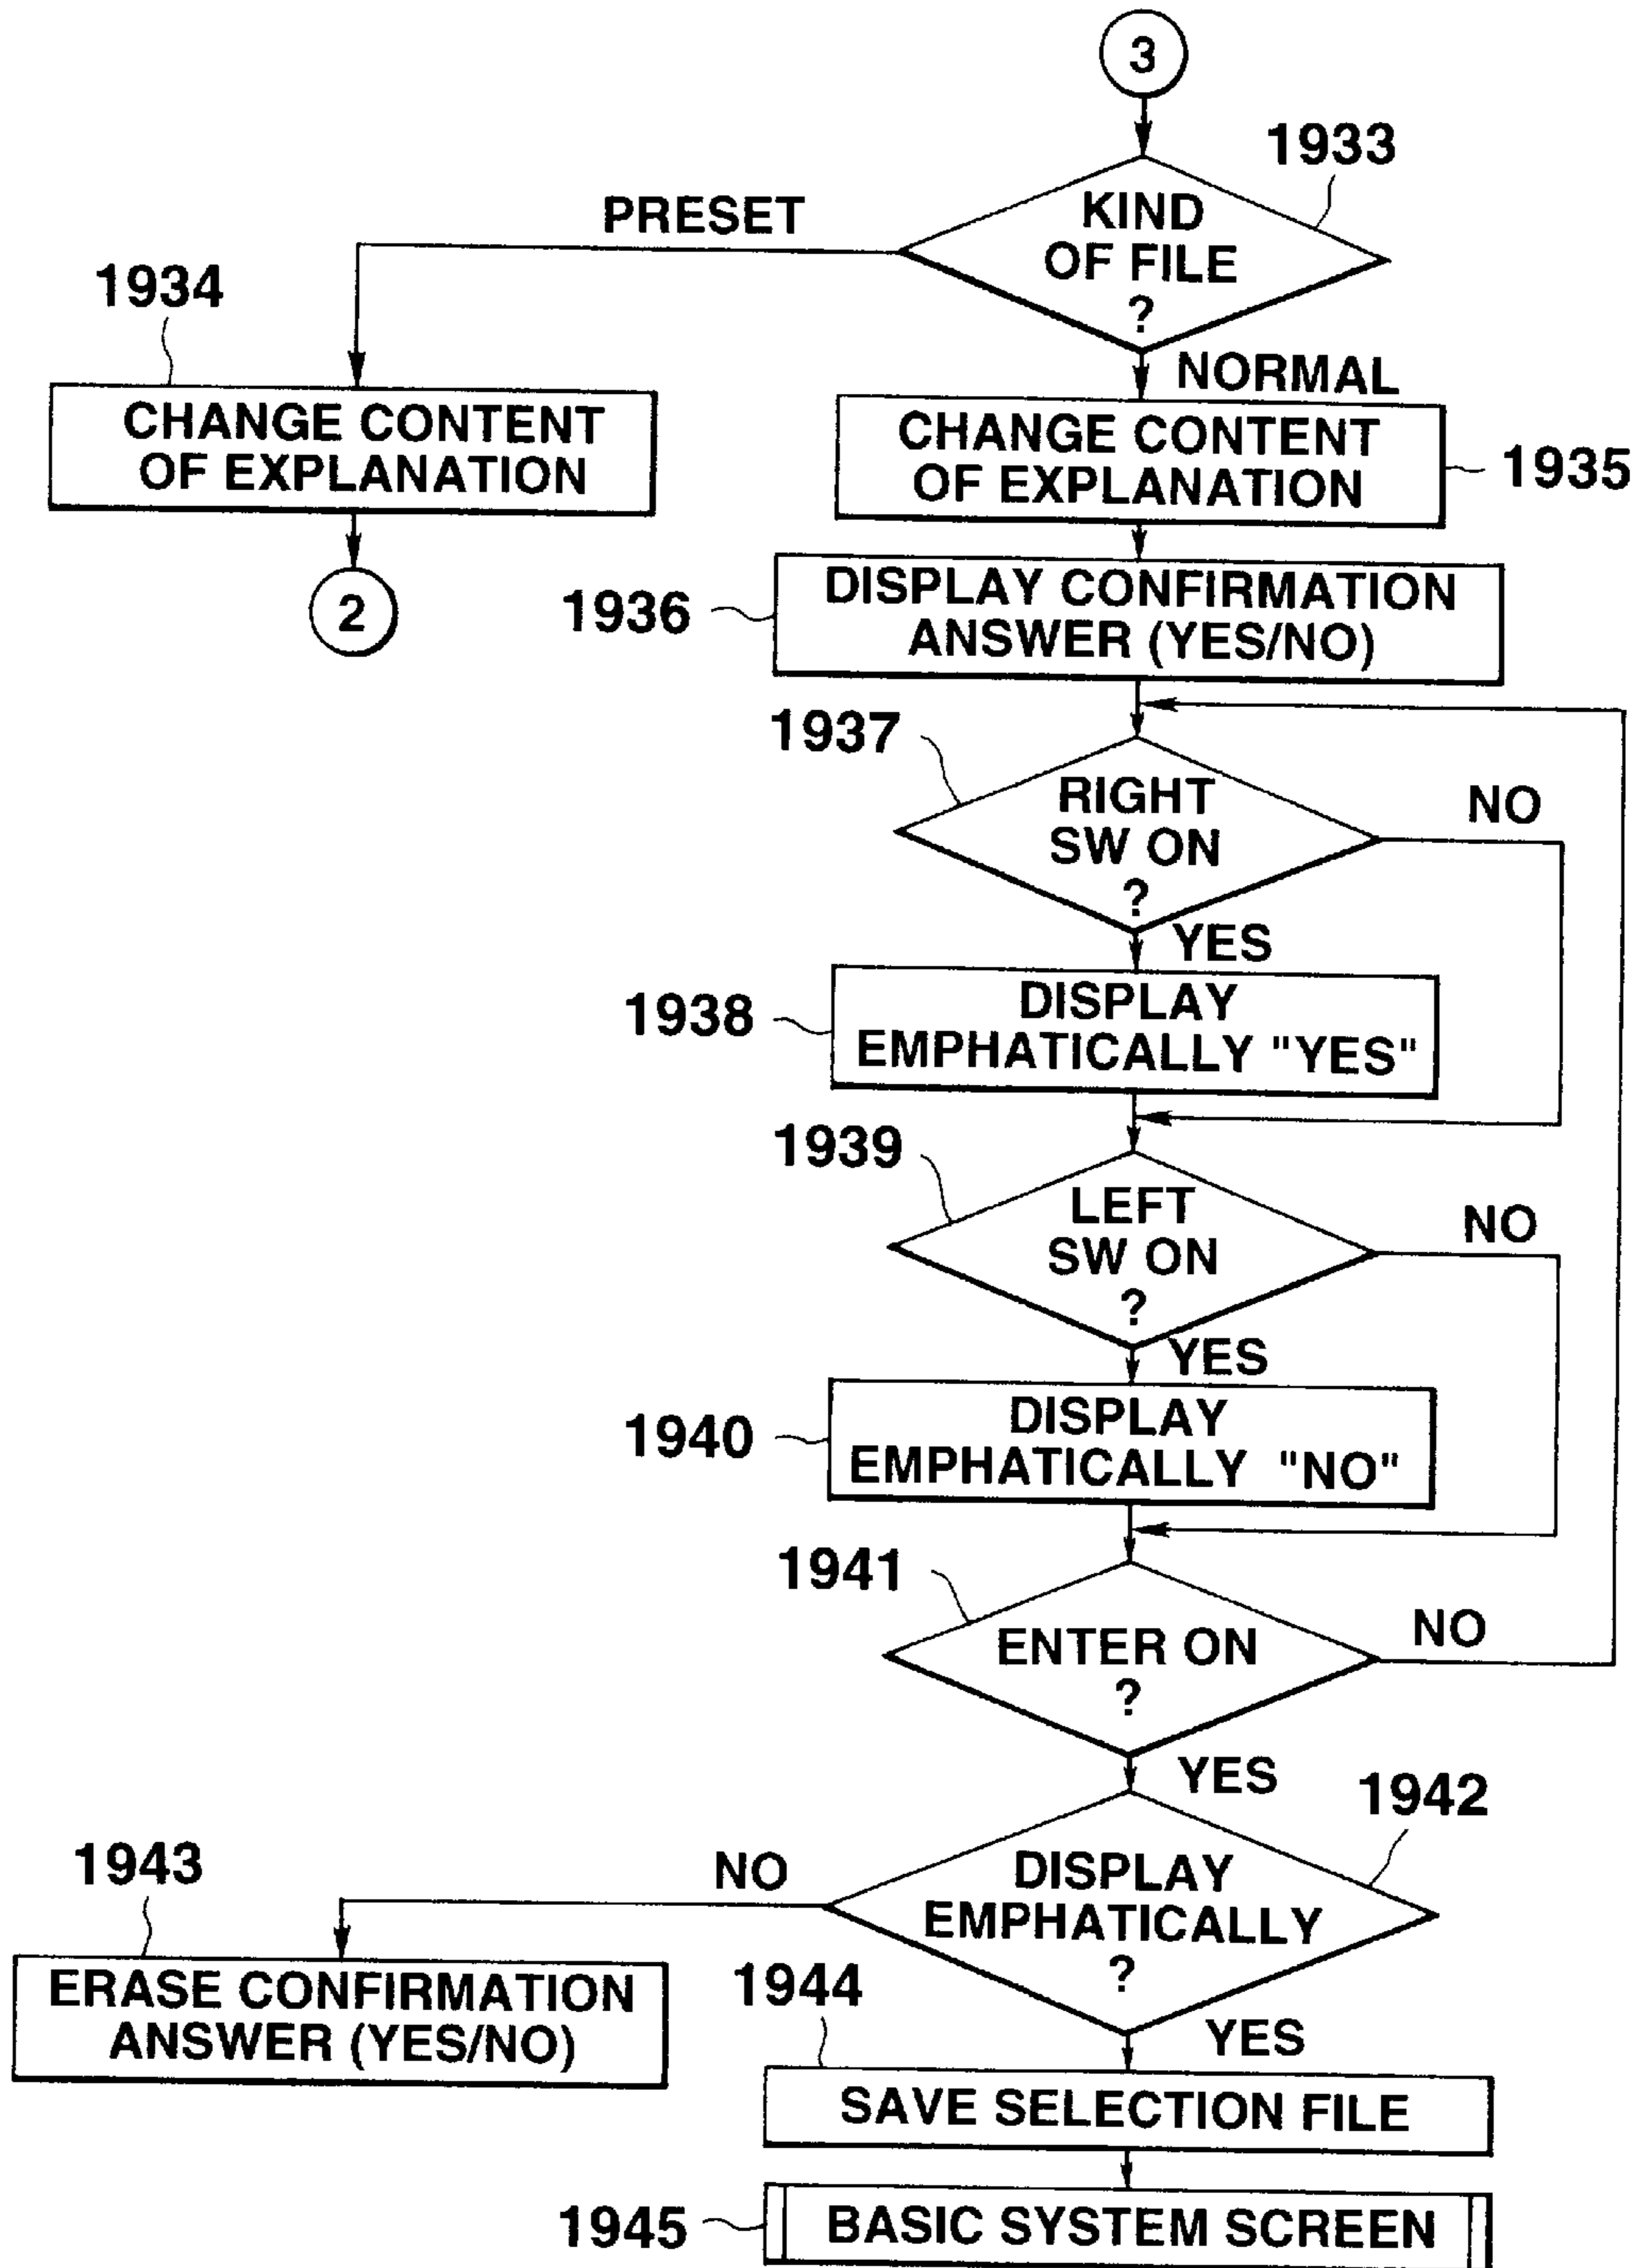 3
1933
KIND
OF FILE
?
PRESET
NORMAL
1934
CHANGE CONTENT
OF EXPLANATION
2
CHANGE CONTENT
OF EXPLANATION
1935
1936
DISPLAY CONFIRMATION
ANSWER (YES/NO)
1937
RIGHT
SW ON
?
NO
YES
1938
DISPLAY
EMPHATICALLY "YES"
1939
LEFT
SW ON
?
NO
YES
1940
DISPLAY
EMPHATICALLY "NO"
1941
ENTER ON
?
NO
YES
1942
DISPLAY
EMPHATICALLY
?
NO
YES
1943
ERASE CONFIRMATION
ANSWER (YES/NO)
1944
SAVE SELECTION FILE
1945
BASIC SYSTEM SCREEN